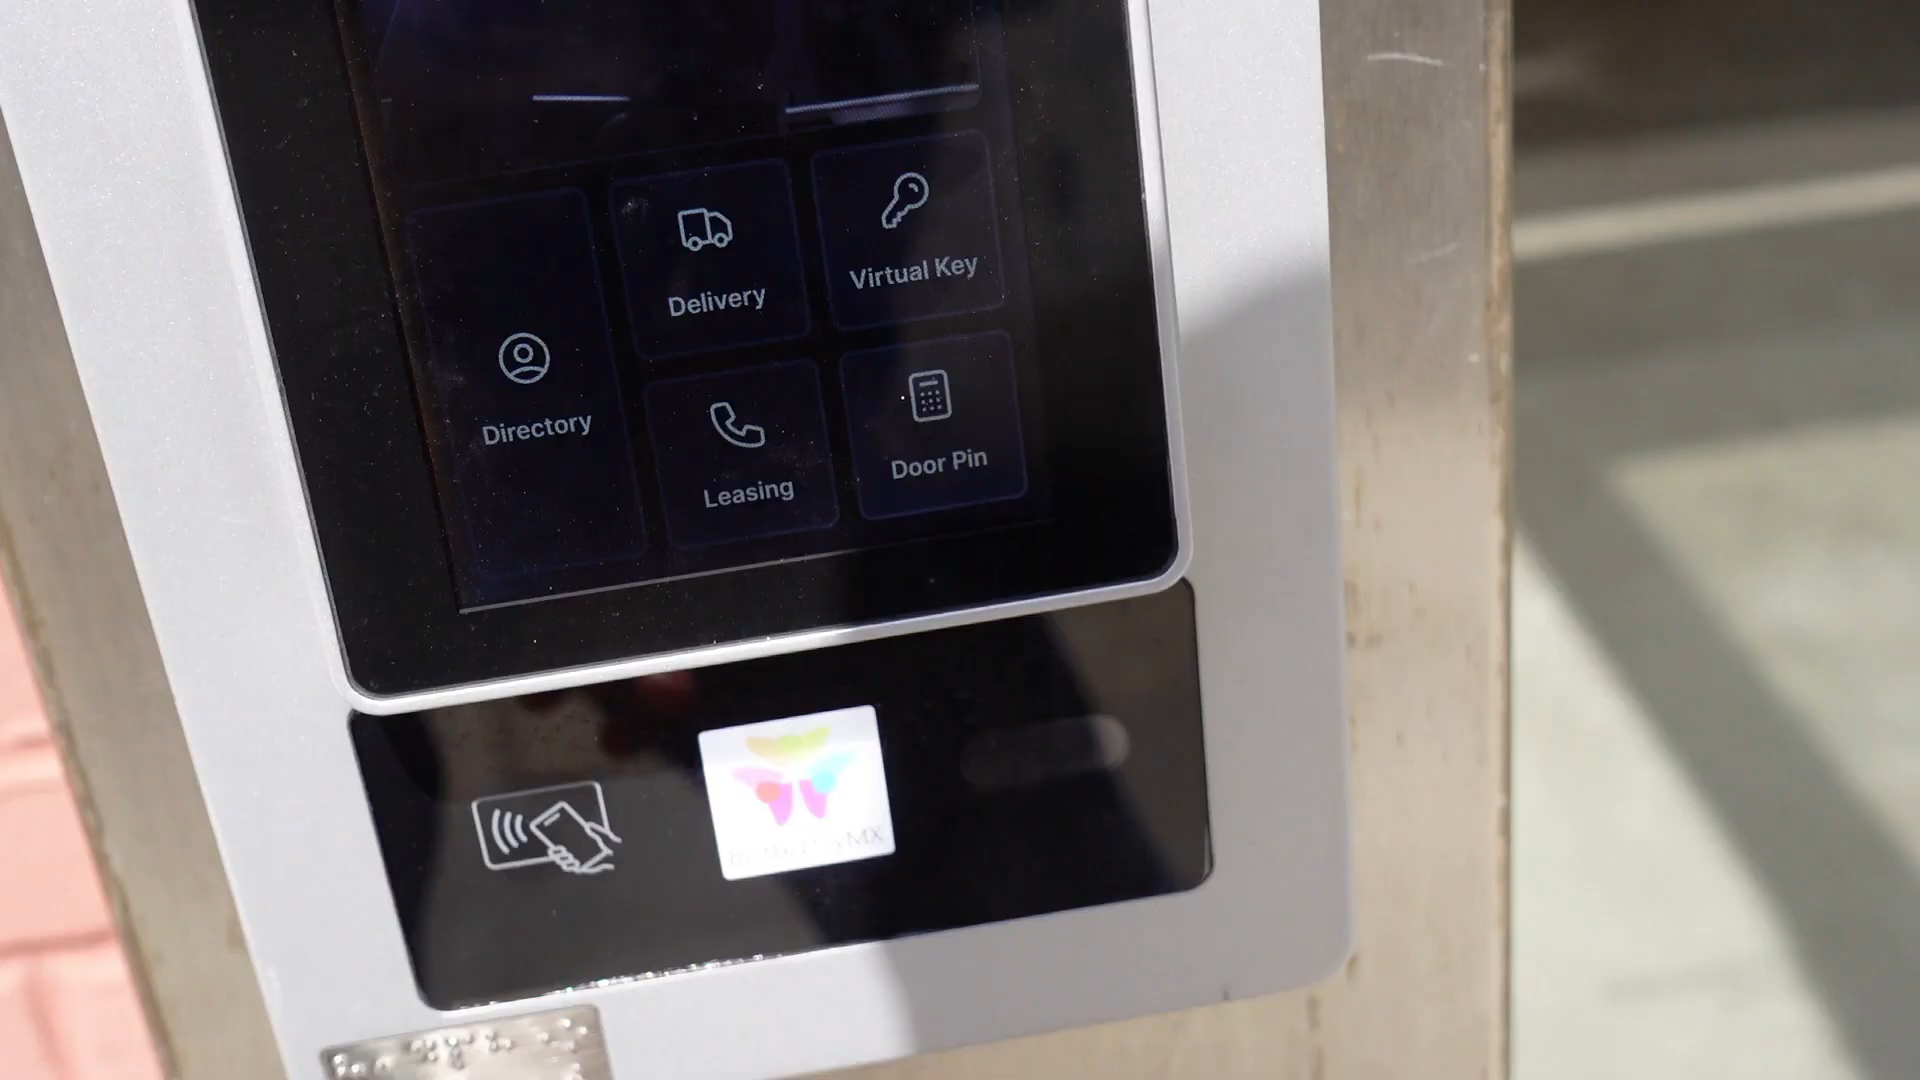 Delivery
Virtual Key
Directory
Leasing
Door Pin